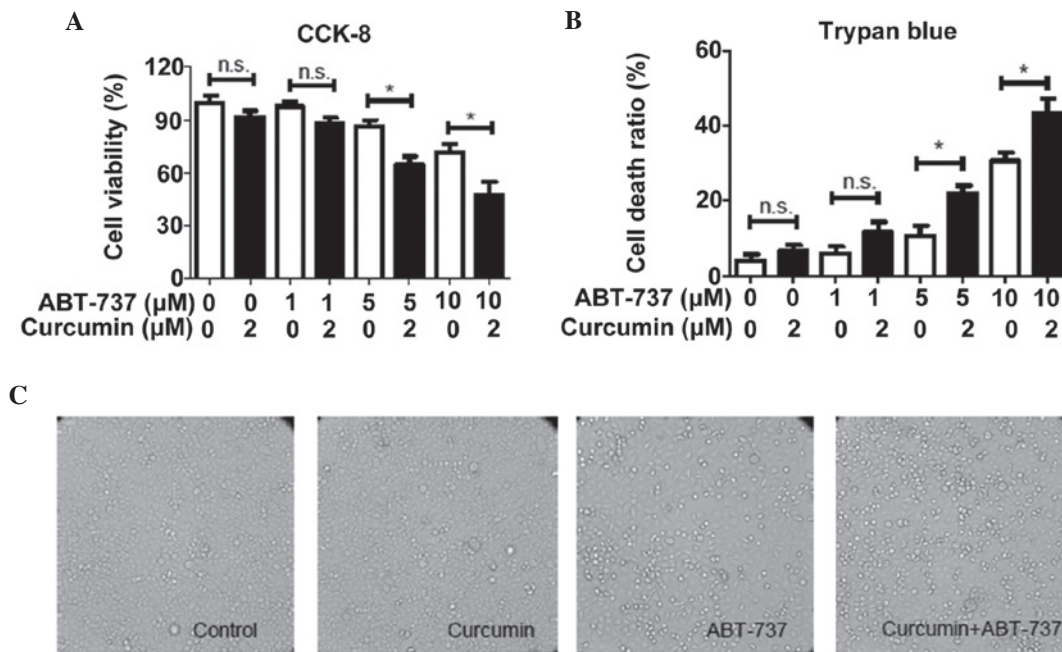 A
CCK-8
Cell viability (%)
120
90
60
30
0
n.s.
n.s.
*
*
ABT-737 (µM) 0 0 1 1 5 5 10 10
Curcumin (µM) 0 2 0 2 0 2 0 2
B
Trypan blue
Cell death ratio (%)
60
40
20
0
n.s.
n.s.
*
*
ABT-737 (µM) 0 0 1 1 5 5 10 10
Curcumin (µM) 0 2 0 2 0 2 0 2
C
Control
Curcumin
ABT-737
Curcumin+ABT-737